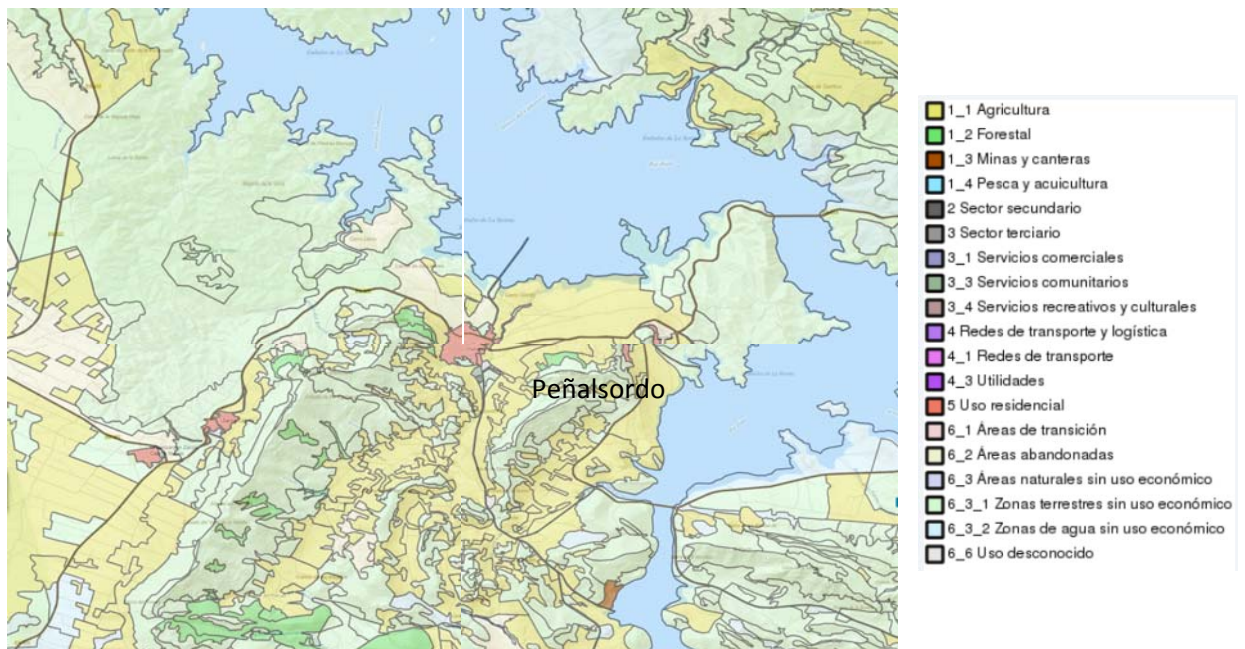 Peñalsordo
1_1 Agricultura
1_2 Forestal
1_3 Minas y canteras
1_4 Pesca y acuicultura
2 Sector secundario
3 Sector terciario
3_1 Servicios comerciales
3_3 Servicios comunitarios
3_4 Servicios recreativos y culturales
4 Redes de transporte y logística
4_1 Redes de transporte
4_3 Utilidades
5 Uso residencial
6_1 Áreas de transición
6_2 Áreas abandonadas
6_3 Áreas naturales sin uso económico
6_3_1 Zonas terrestres sin uso económico
6_3_2 Zonas de agua sin uso económico
6_6 Uso desconocido